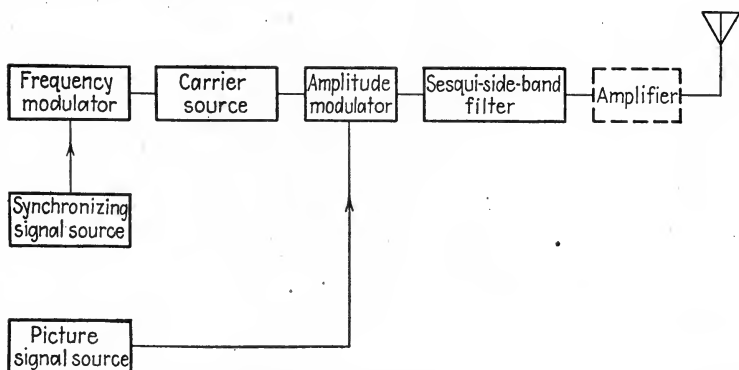 Frequency
modulator
Carrier
source
Amplitude
modulator
Sesqui-side-band
filter
Amplifier
Synchronizing
signal source
Picture
signal source